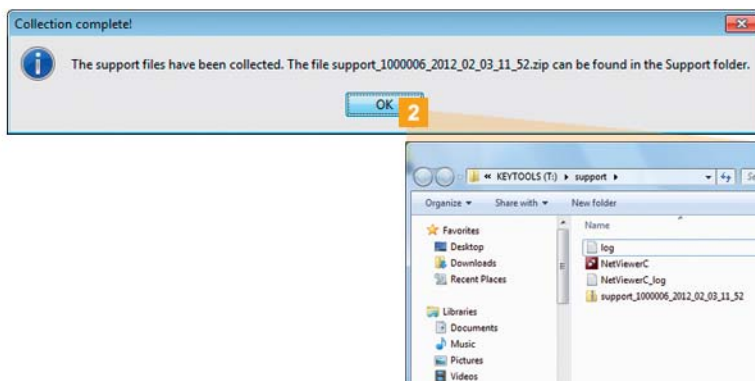 Collection complete!
The support files have been collected. The file support_1000006_2012_02_03_11_52.zip can be found in the Support folder.
OK
2
« KEYTOOLS (T:) ▸ support ▸
Organize ▾ Share with ▾ New folder
Favorites
Desktop
Downloads
Recent Places
Libraries
Documents
Music
Pictures
Videos
Name
log
NetViewerC
NetViewerC_log
support_1000006_2012_02_03_11_52